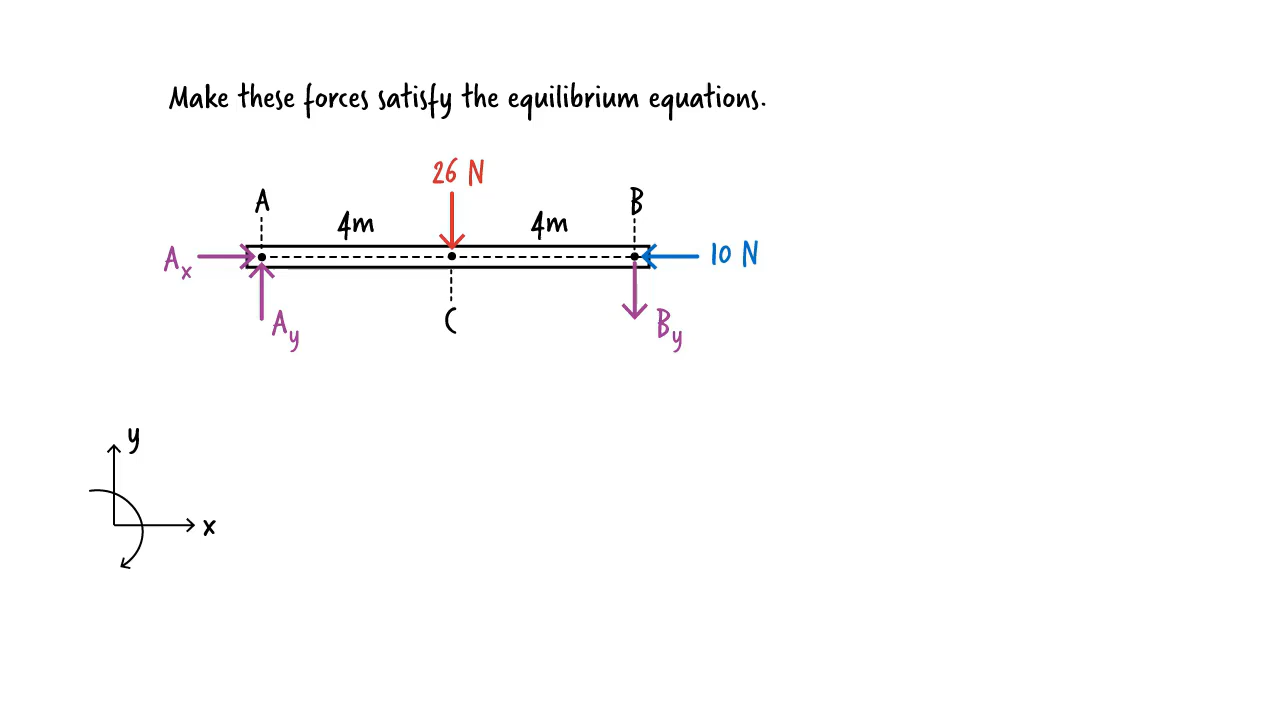 Make these forces satisfy the equilibrium equations.
26 N
A
B
4m
4m
Ax
10 N
Ay
C
By
y
x